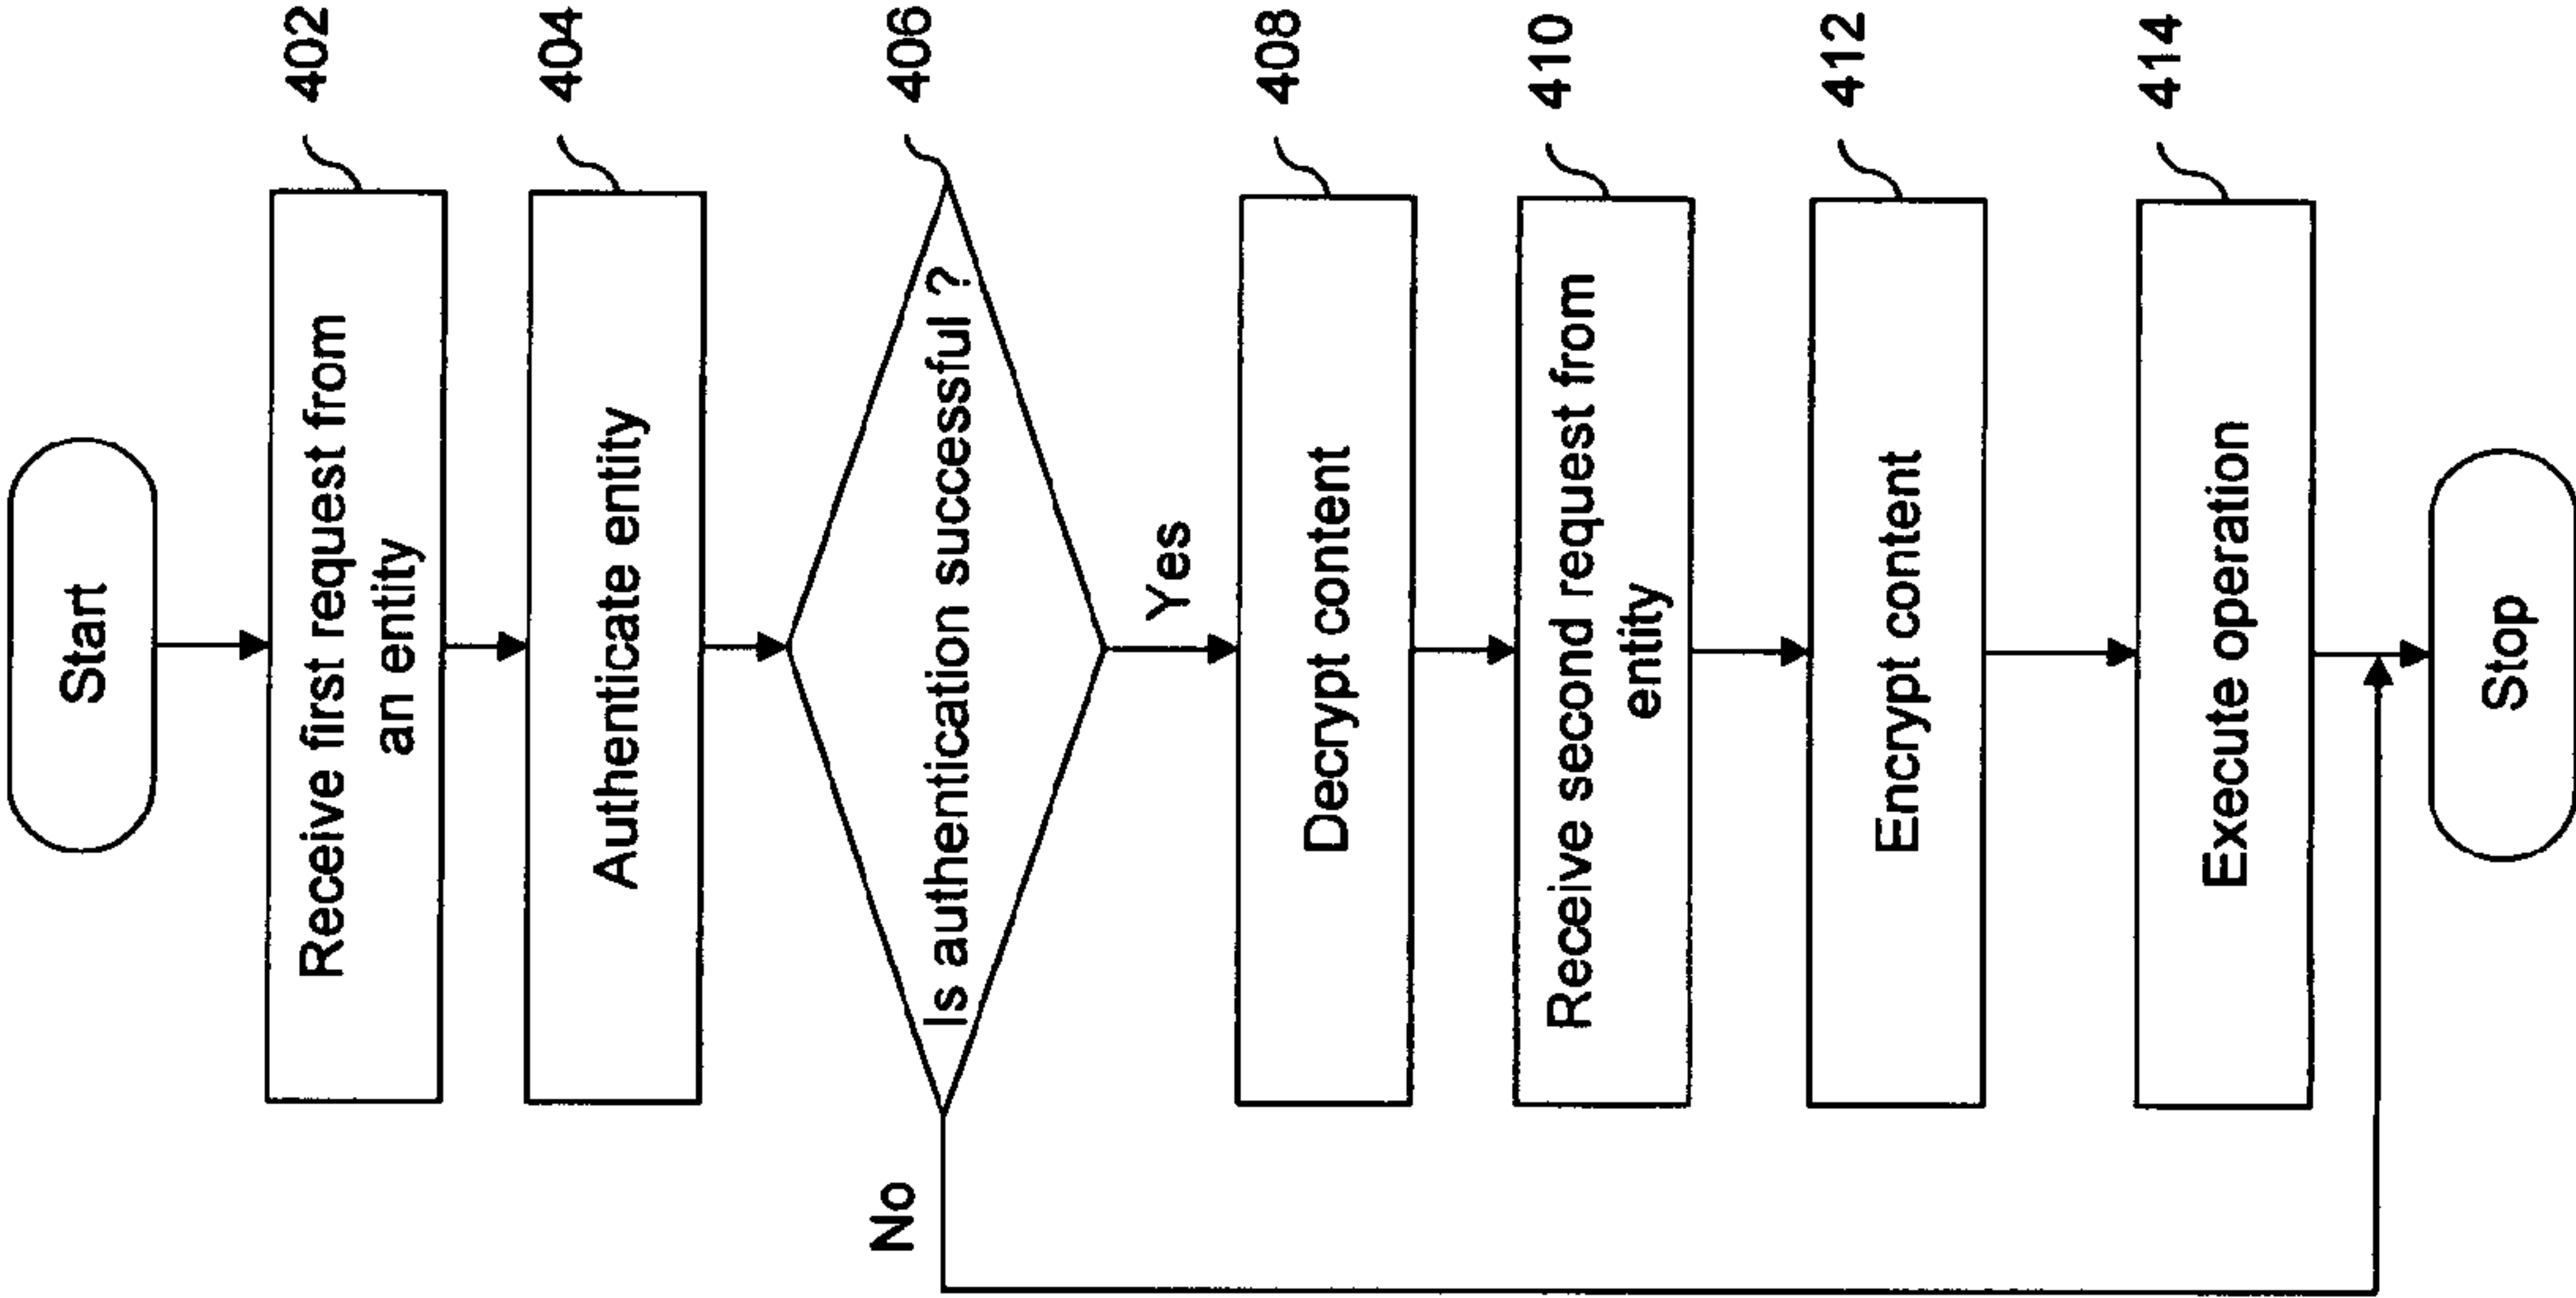 Start
402
Receive first request from
an entity
404
Authenticate entity
406
Is authentication successful ?
No
Yes
408
Decrypt content
410
Receive second request from
entity
412
Encrypt content
414
Execute operation
Stop